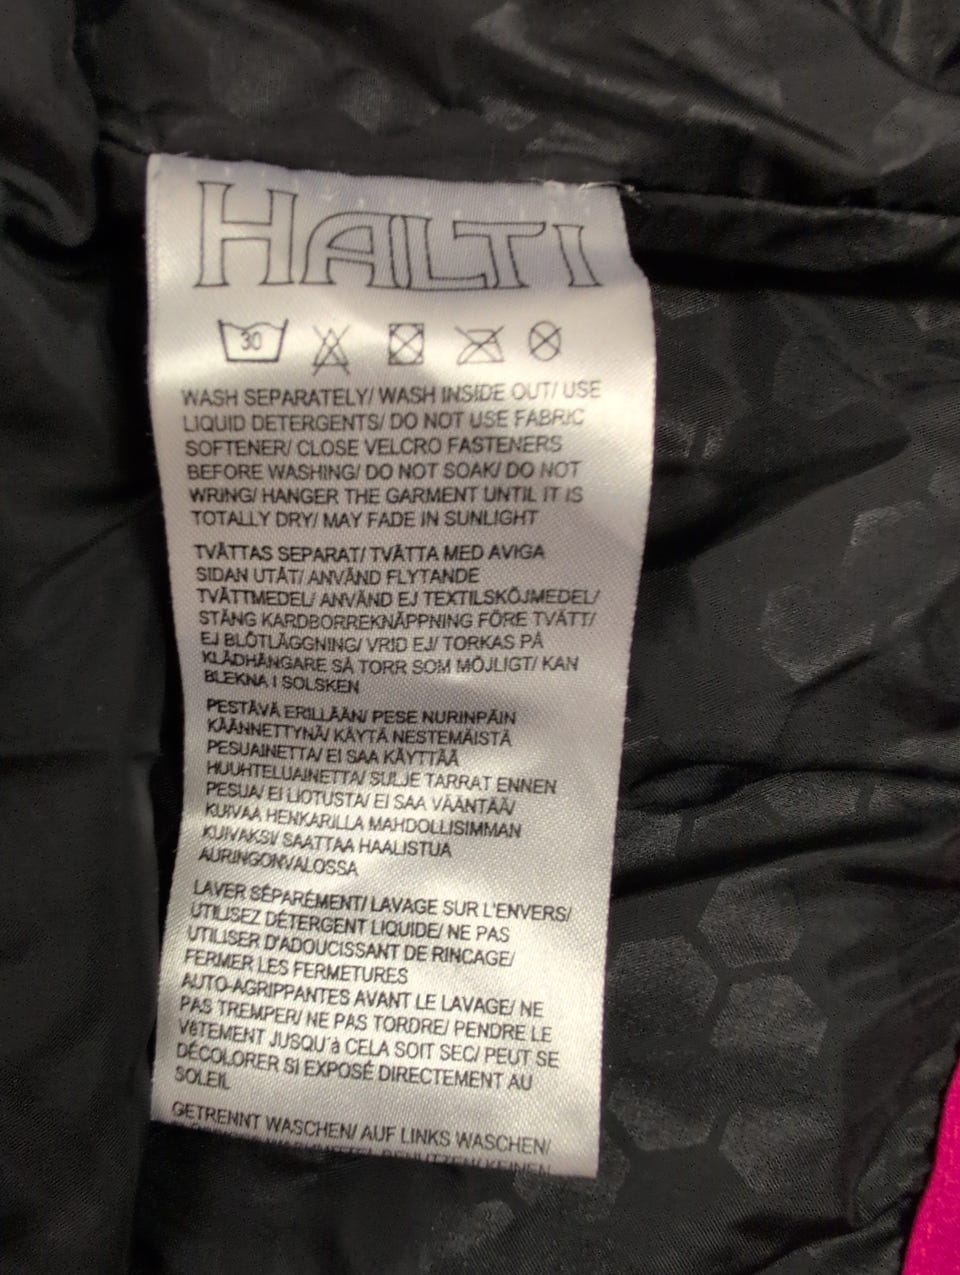 HALTI
30
WASH SEPARATELY/ WASH INSIDE OUT/ USE
LIQUID DETERGENTS/ DO NOT USE FABRIC
SOFTENER/ CLOSE VELCRO FASTENERS
BEFORE WASHING/ DO NOT SOAK/ DO NOT
WRING/ HANGER THE GARMENT UNTIL IT IS
TOTALLY DRY/ MAY FADE IN SUNLIGHT
TVÄTTAS SEPARAT/ TVÄTTA MED AVIGA
SIDAN UTÅT/ ANVÄND FLYTANDE
TVÄTTMEDEL/ ANVÄND EJ TEXTILSKÖJMEDEL/
STÄNG KARDBORREKNÄPPNING FÖRE TVÄTT/
EJ BLÖTLÄGGNING/ VRID EJ/ TORKAS PÅ
KLÄDHÄNGARE SÅ TORR SOM MÖJLIGT/ KAN
BLEKNA I SOLSKEN
PESTÄVÄ ERILLÄÄN/ PESE NURINPÄIN
KÄÄNNETTYNÄ/ KÄYTÄ NESTEMÄISTÄ
PESUAINETTA/ EI SAA KÄYTTÄÄ
HUUHTELUAINETTA/ SULJE TARRAT ENNEN
PESUA/ EI LIOTUSTA/ EI SAA VÄÄNTÄÄ/
KUIVAA HENKARILLA MAHDOLLISIMMAN
KUIVAKSI/ SAATTAA HAALISTUA
AURINGONVALOSSA
LAVER SÉPARÉMENT/ LAVAGE SUR L'ENVERS/
UTILISEZ DÉTERGENT LIQUIDE/ NE PAS
UTILISER D'ADOUCISSANT DE RINCAGE/
FERMER LES FERMETURES
AUTO-AGRIPPANTES AVANT LE LAVAGE/ NE
PAS TREMPER/ NE PAS TORDRE/ PENDRE LE
VêTEMENT JUSQU'à CELA SOIT SEC/ PEUT SE
DÉCOLORER SI EXPOSÉ DIRECTEMENT AU
SOLEIL
GETRENNT WASCHEN/ AUF LINKS WASCHEN/
BENUTZEN/ KEINEN